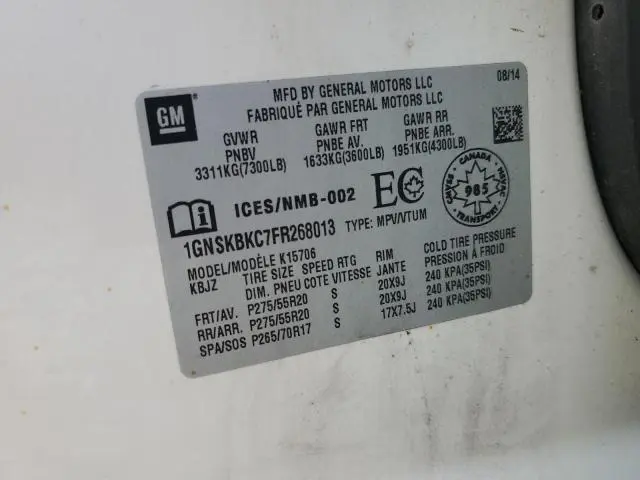 GM
MFD BY GENERAL MOTORS LLC
08/14
FABRIQUÉ PAR GENERAL MOTORS LLC
GVWR GAWR FRT GAWR RR
PNBV PNBE AV. PNBE ARR.
3311KG(7300LB) 1633KG(3600LB) 1951KG(4300LB)
ICES/NMB-002 EC
CANADA
985
TRANSPORT
1GNSKBKC7FR268013 TYPE: MPV/VTUM
MODEL/MODÈLE K15706
KBJZ TIRE SIZE SPEED RTG RIM COLD TIRE PRESSURE
DIM. PNEU COTE VITESSE JANTE PRESSION À FROID
FRT/AV. P275/55R20 S 20X9J 240 KPA(35PSI)
RR/ARR. P275/55R20 S 20X9J 240 KPA(35PSI)
SPA/SOS P265/70R17 S 17X7.5J 240 KPA(35PSI)